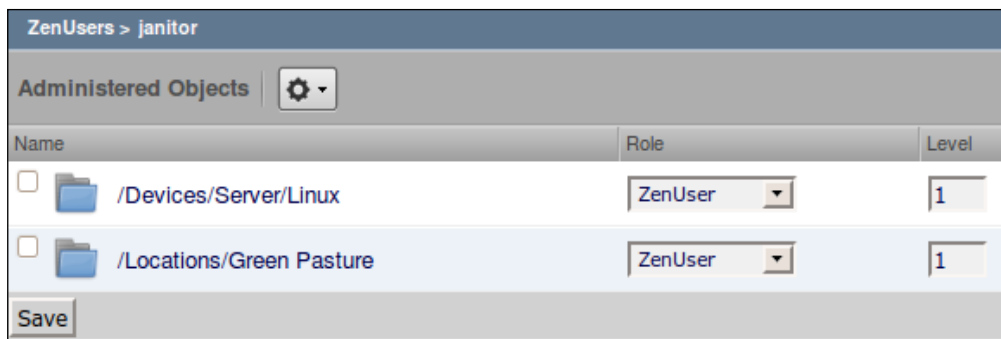 ZenUsers > janitor
Administered Objects
Name Role Level
/Devices/Server/Linux ZenUser 1
/Locations/Green Pasture ZenUser 1
Save